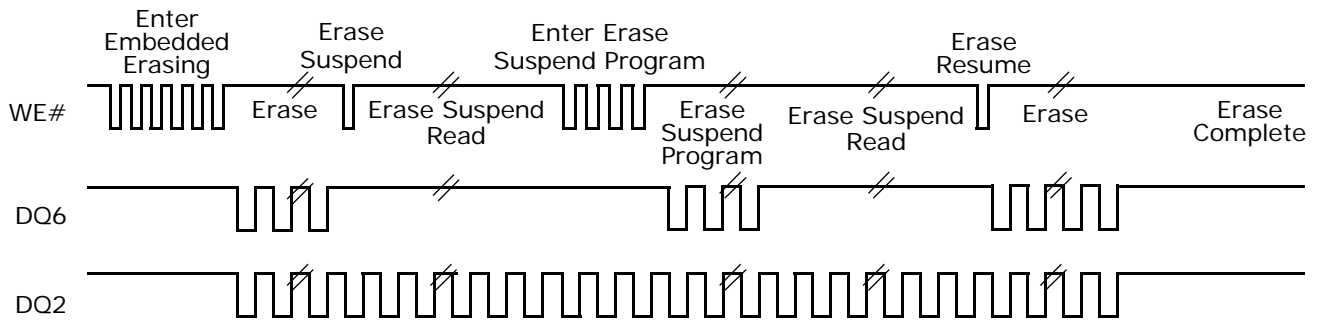 Enter
Embedded
Erasing
Erase
Suspend
Enter Erase
Suspend Program
Erase
Resume
WE#
Erase
Erase Suspend
Read
Erase
Suspend
Program
Erase Suspend
Read
Erase
Erase
Complete
DQ6
DQ2